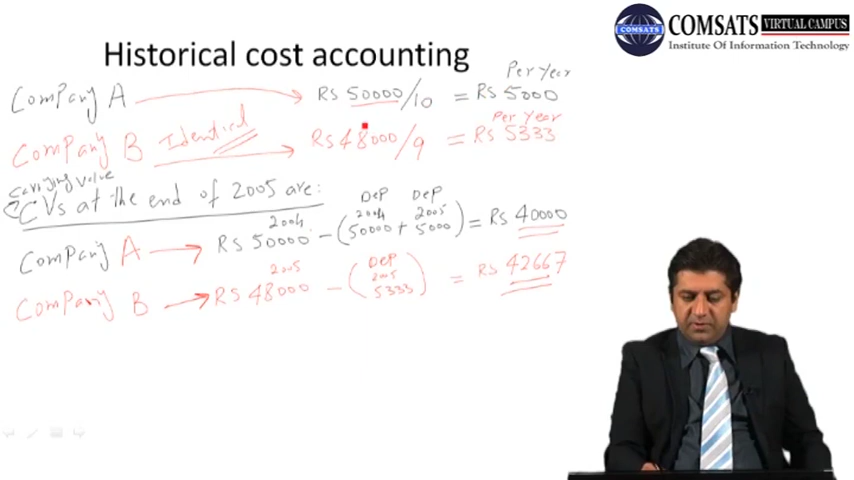 COMSATS
COMSATS VIRTUAL CAMPUS
Institute Of Information Technology
Historical cost accounting
Per Year
Company A → Rs 50000/10 = Rs 5000
Per Year
Company B Identical → Rs 48000/9 = Rs 5333
Carrying Value
CVs at the end of 2005 are:
DEP DEP
2004 2004 2005
Company A → Rs 50000 - (50000 + 5000) = Rs 40000
2005 DEP
2005
Company B → Rs 48000 - (5333) = Rs 42667